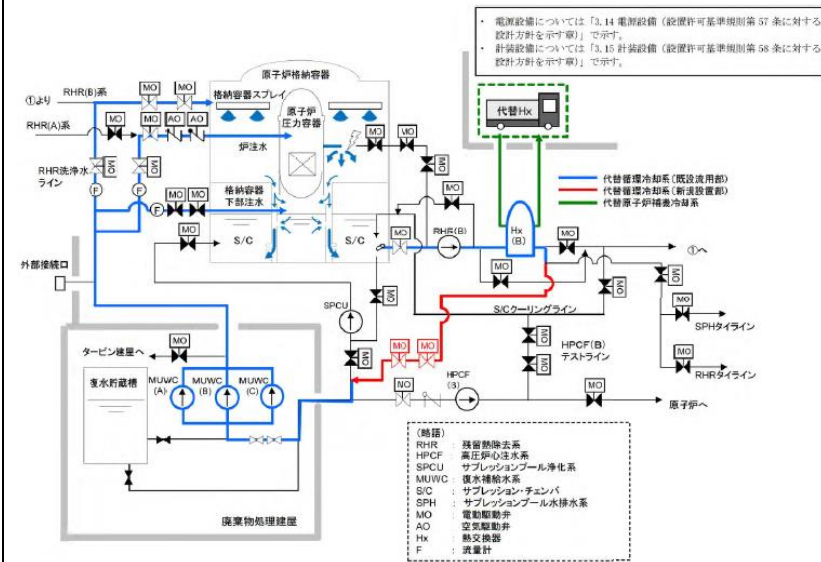 ・ 電源設備については「3.14 電源設備（設置許可基準規則第 57 条に対する
設計方針を示す章）」で示す。
・ 計装設備については「3.15 計装設備（設置許可基準規則第 58 条に対する
設計方針を示す章）」で示す。
原子炉格納容器
RHR(B)系
MO
MO
格納容器スプレイ
①より
原子炉
圧力容器
代替Hx
RHR(A)系
MO
MO
AO
AO
炉注水
MO
MO
MO
RHR洗浄水
ライン
MO
MO
F
F
格納容器
下部注水
F
MO
MO
代替循環冷却系(既設流用部)
代替循環冷却系(新規設置部)
代替原子炉補機冷却系
MO
MO
S/C
S/C
MO
RHR(B)
Hx
(B)
MO
①へ
外部接続口
MO
MO
MO
MO
SPCU
S/Cクーリングライン
MO
SPHタイライン
MO
HPCF(B)
テストライン
MO
MO
MO
MO
RHRタイライン
タービン建屋へ
MO
復水貯蔵槽
MUWC
(A)
MUWC
(B)
MUWC
(C)
NO
HPCF
(B)
MO
原子炉へ
廃棄物処理建屋
(略語)
RHR : 残留熱除去系
HPCF : 高圧炉心注水系
SPCU : サプレッションプール浄化系
MUWC : 復水補給水系
S/C : サプレッション・チェンバ
SPH : サプレッションプール水排水系
MO : 電動駆動弁
AO : 空気駆動弁
Hx : 熱交換器
F : 流量計